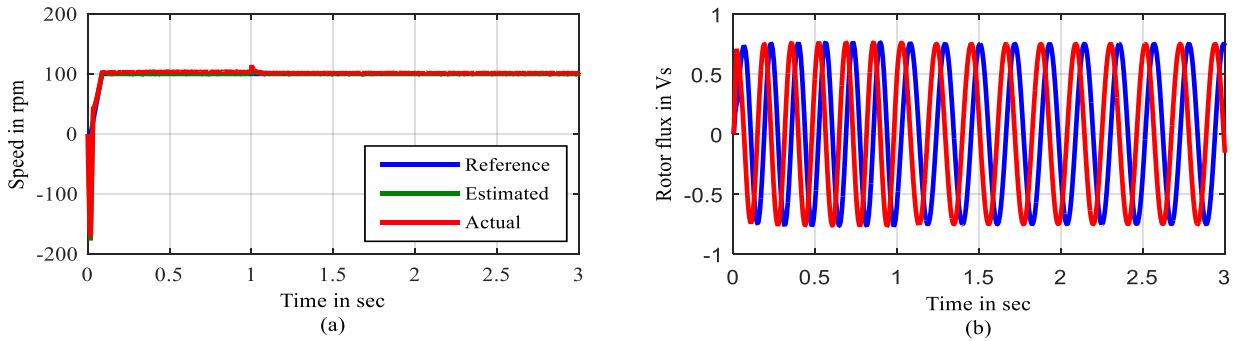 200
100
0
-100
-200
Speed in rpm
Reference
Estimated
Actual
0 0.5 1 1.5 2 2.5 3
Time in sec
(a)
1
0.5
0
-0.5
-1
Rotor flux in Vs
0 0.5 1 1.5 2 2.5 3
Time in sec
(b)